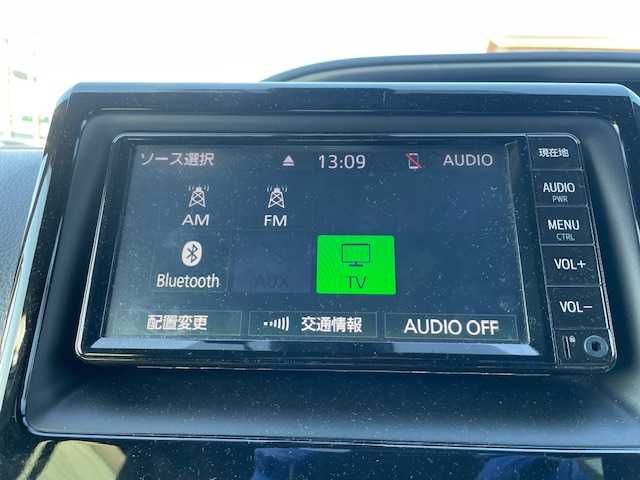 ソース選択 13:09 AUDIO
AM FM
Bluetooth AUX TV
配置変更 交通情報 AUDIO OFF
現在地
AUDIO
PWR
MENU
CTRL
VOL+
VOL−